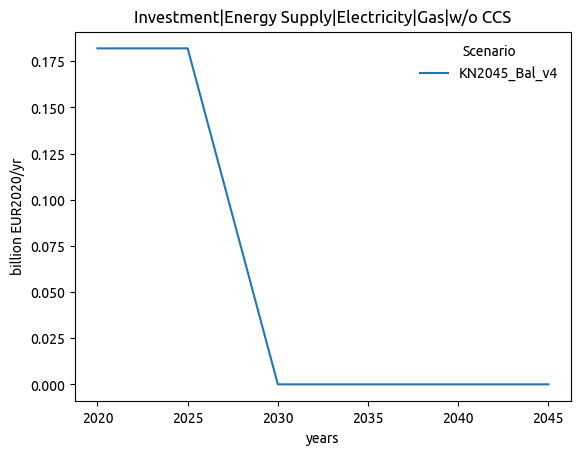 Investment|Energy Supply|Electricity|Gas|w/o CCS
Scenario
KN2045_Bal_v4
billion EUR2020/yr
0.175
0.150
0.125
0.100
0.075
0.050
0.025
0.000
2020
2025
2030
2035
2040
2045
years